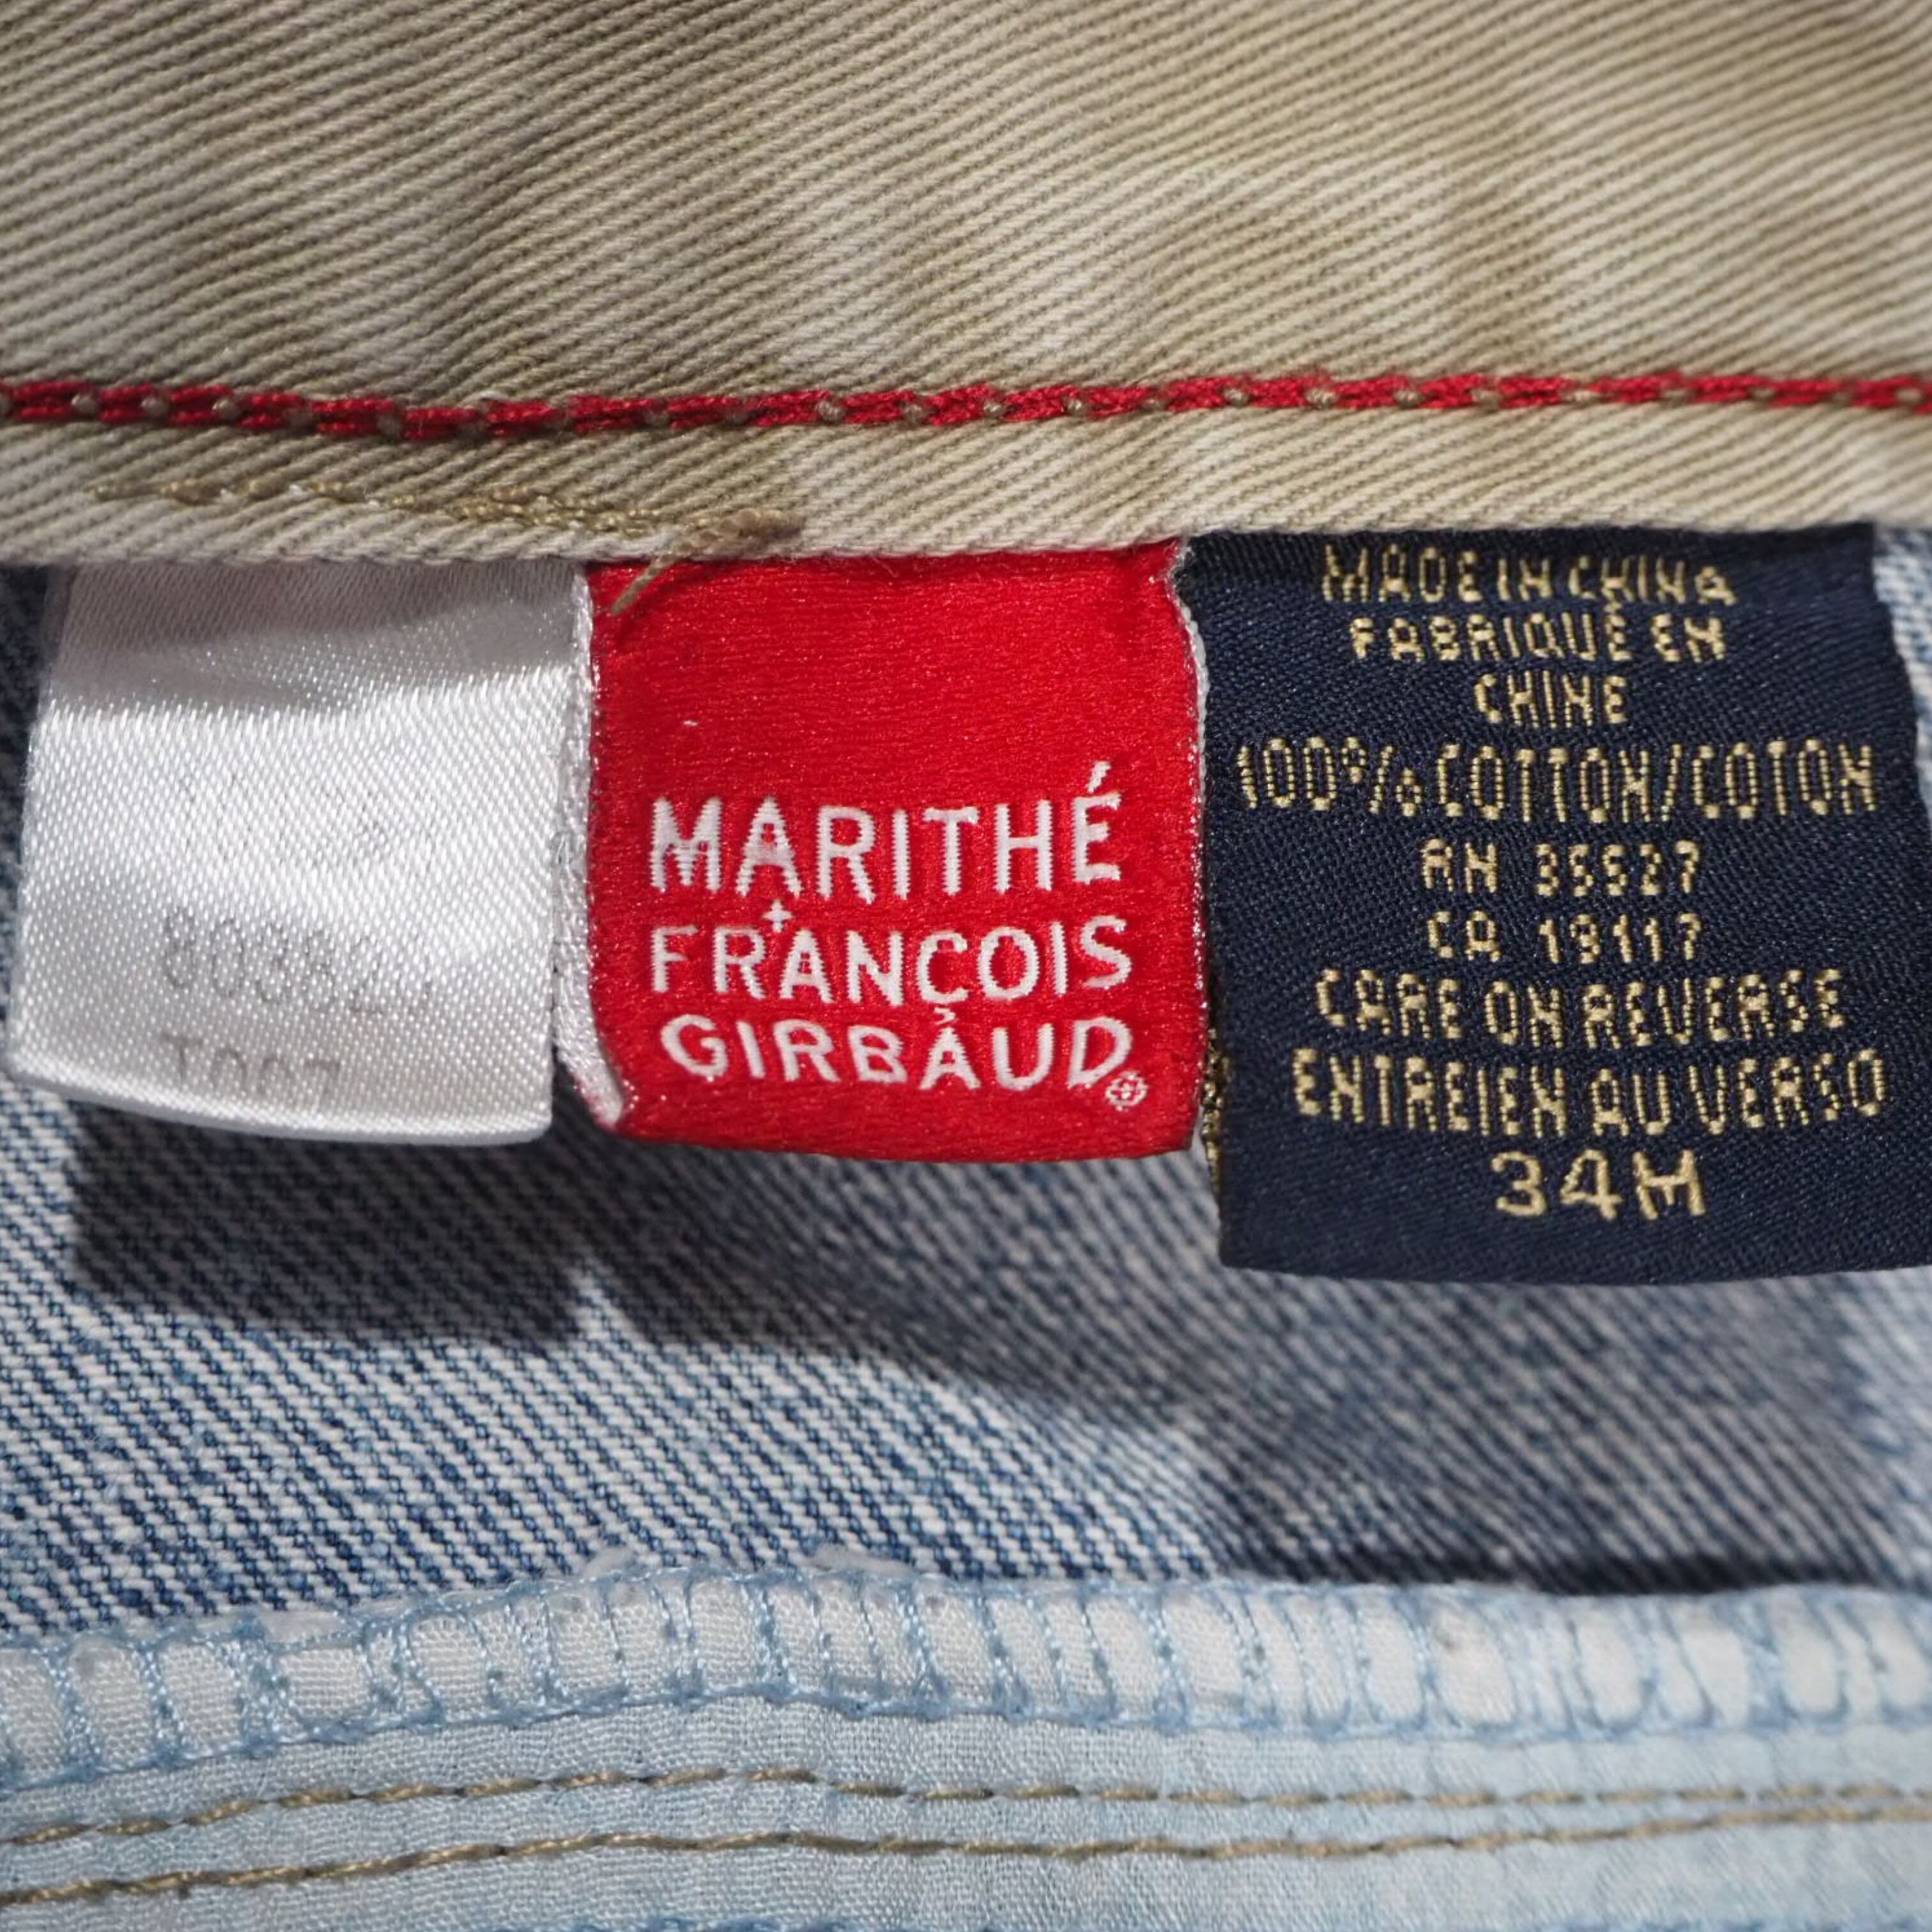 MARITHÉ
+
FRANÇOIS
GIRBAUD
MADE IN CHINA
FABRIQUÉ EN
CHINE
100% COTTON/COTON
RN 35527
CA 19117
CARE ON REVERSE
ENTREIEN AU VERSO
34M